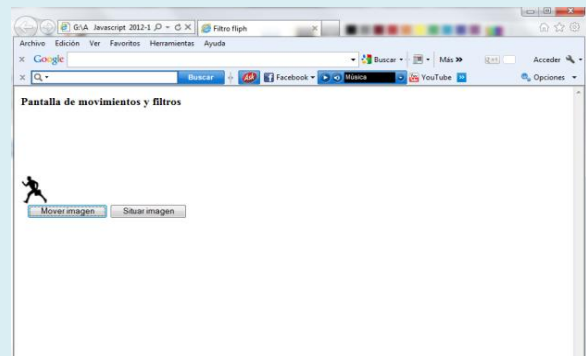 G:\A Javascript 2012-1
Filtro fliph
Archivo Edición Ver Favoritos Herramientas Ayuda
Google Buscar Más >> Acceder
Buscar Facebook Música YouTube Opciones
Pantalla de movimientos y filtros
Mover imagen Situar imagen